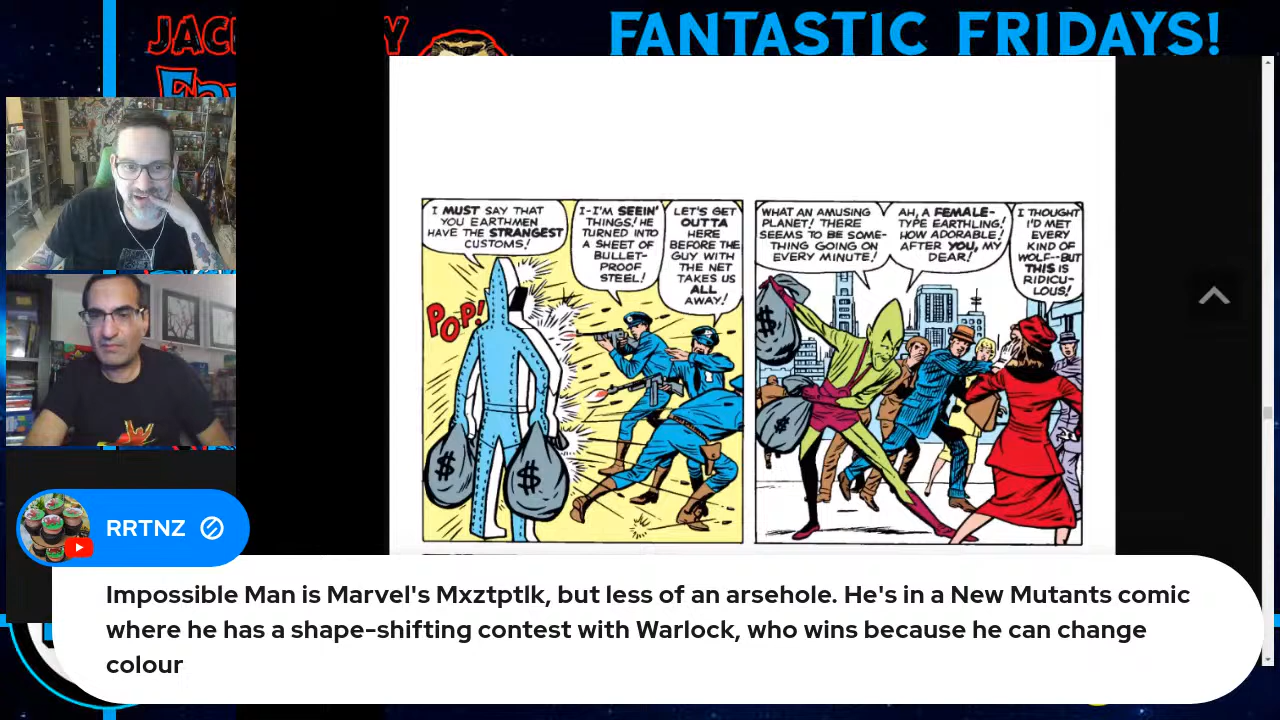 FANTASTIC FRIDAYS!
I MUST SAY THAT
YOU EARTHMEN
HAVE THE STRANGEST
CUSTOMS!
I-I'M SEEIN'
THINGS! HE
TURNED INTO
A SHEET OF
BULLET-
PROOF
STEEL!
LET'S GET
OUTTA
HERE
BEFORE THE
GUY WITH
THE NET
TAKES US
ALL
AWAY!
POP!
$
$
WHAT AN AMUSING
PLANET! THERE
SEEMS TO BE SOME-
THING GOING ON
EVERY MINUTE!
AH, A FEMALE-
TYPE EARTHLING!
HOW ADORABLE!
AFTER YOU, MY
DEAR!
I THOUGHT
I'D MET
EVERY
KIND OF
WOLF--BUT
THIS IS
RIDICU-
LOUS!
$
$
RRTNZ
Impossible Man is Marvel's Mxztptlk, but less of an arsehole. He's in a New Mutants comic
where he has a shape-shifting contest with Warlock, who wins because he can change
colour